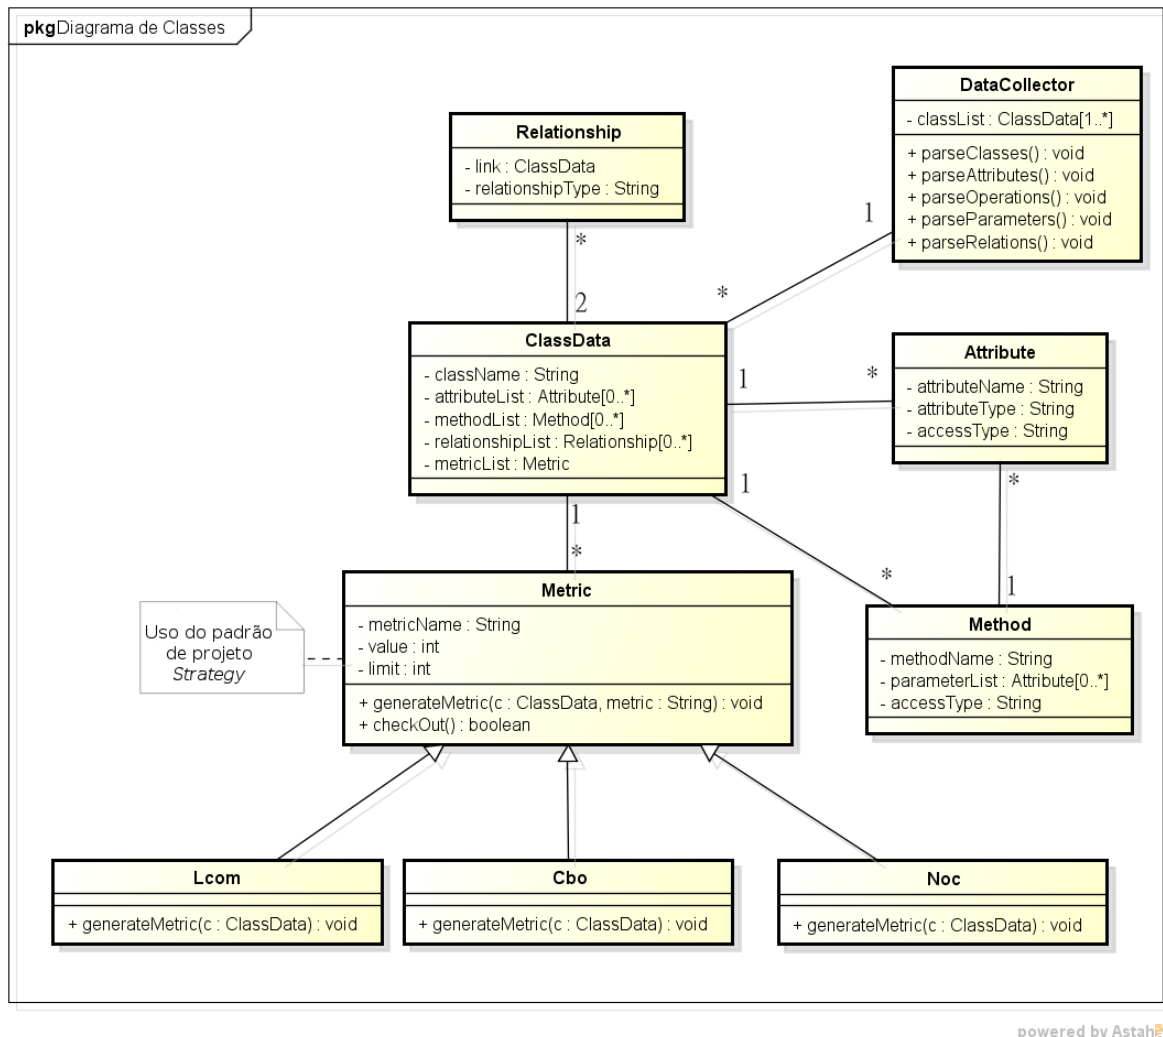 pkg Diagrama de Classes
DataCollector
- classList : ClassData[1..*]
+ parseClasses() : void
+ parseAttributes() : void
+ parseOperations() : void
+ parseParameters() : void
+ parseRelations() : void
Relationship
- link : ClassData
- relationshipType : String
1
*
*
2
ClassData
- className : String
- attributeList : Attribute[0..*]
- methodList : Method[0..*]
- relationshipList : Relationship[0..*]
- metricList : Metric
1
*
Attribute
- attributeName : String
- attributeType : String
- accessType : String
1
*
1
*
*
1
Metric
- metricName : String
- value : int
- limit : int
+ generateMetric(c : ClassData, metric : String) : void
+ checkOut() : boolean
Uso do padrão
de projeto
Strategy
Method
- methodName : String
- parameterList : Attribute[0..*]
- accessType : String
Lcom
+ generateMetric(c : ClassData) : void
Cbo
+ generateMetric(c : ClassData) : void
Noc
+ generateMetric(c : ClassData) : void
powered by Astah